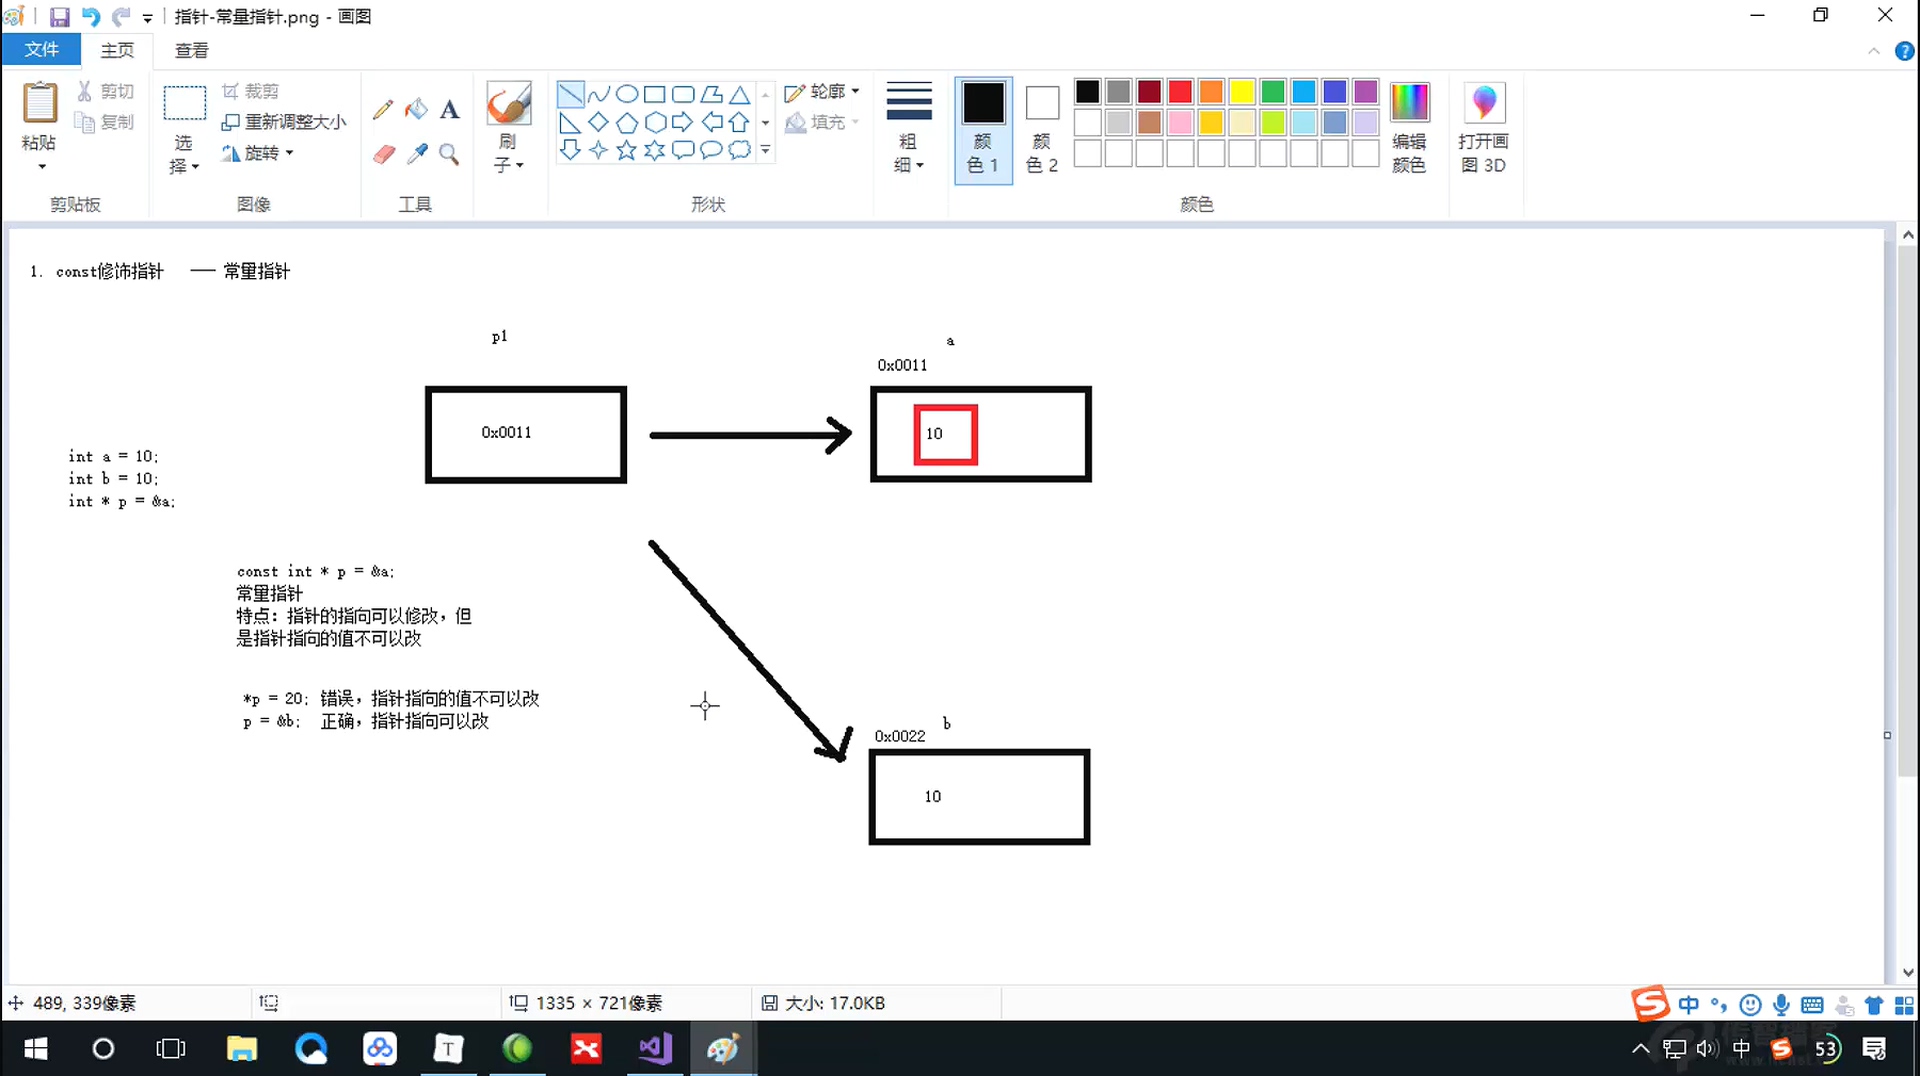 指针-常量指针.png - 画图
文件 主页 查看
粘贴
剪切
复制
剪贴板
选择
裁剪
重新调整大小
旋转
图像
A
工具
刷子
轮廓
填充
形状
粗细
颜色 1
颜色 2
编辑颜色
颜色
打开画图 3D
1. const修饰指针 —— 常量指针
p1
a
0x0011
0x0011
10
int a = 10;
int b = 10;
int * p = &a;
const int * p = &a;
常量指针
特点：指针的指向可以修改，但
是指针指向的值不可以改
*p = 20; 错误，指针指向的值不可以改
p = &b; 正确，指针指向可以改
b
0x0022
10
489, 339像素
1335 × 721像素
大小: 17.0KB
中
T
中
53